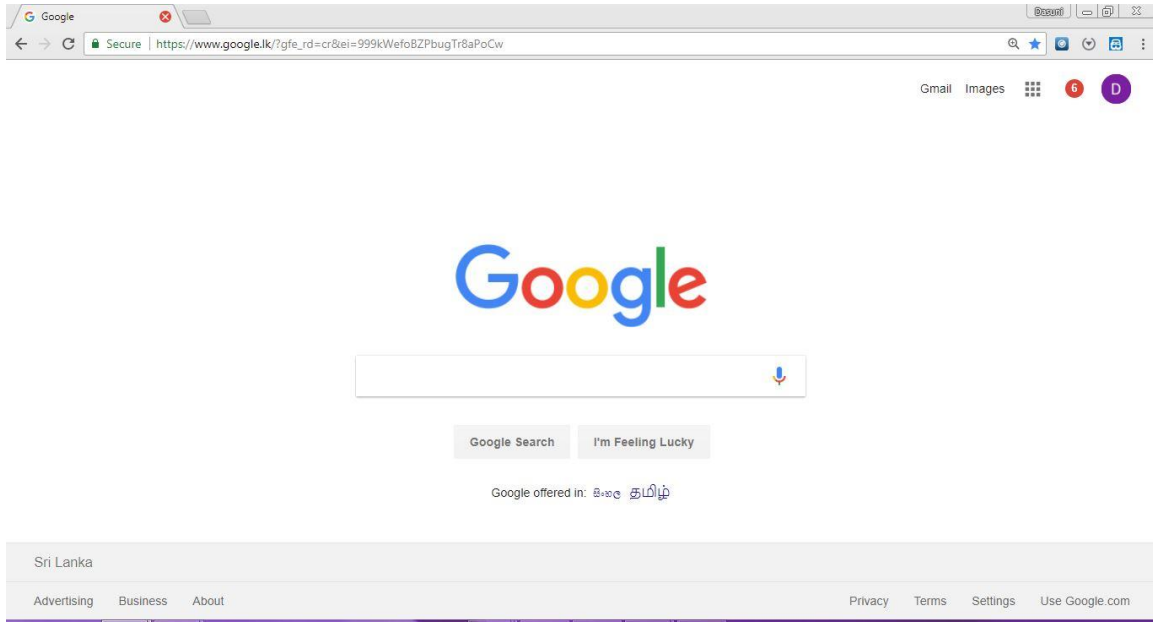 Google
Dasuni
Secure | https://www.google.lk/?gfe_rd=cr&ei=999kWefoBZPbugTr8aPoCw
Gmail Images 6 D
Google
Google Search I'm Feeling Lucky
Google offered in: සිංහල தமிழ்
Sri Lanka
Advertising Business About Privacy Terms Settings Use Google.com